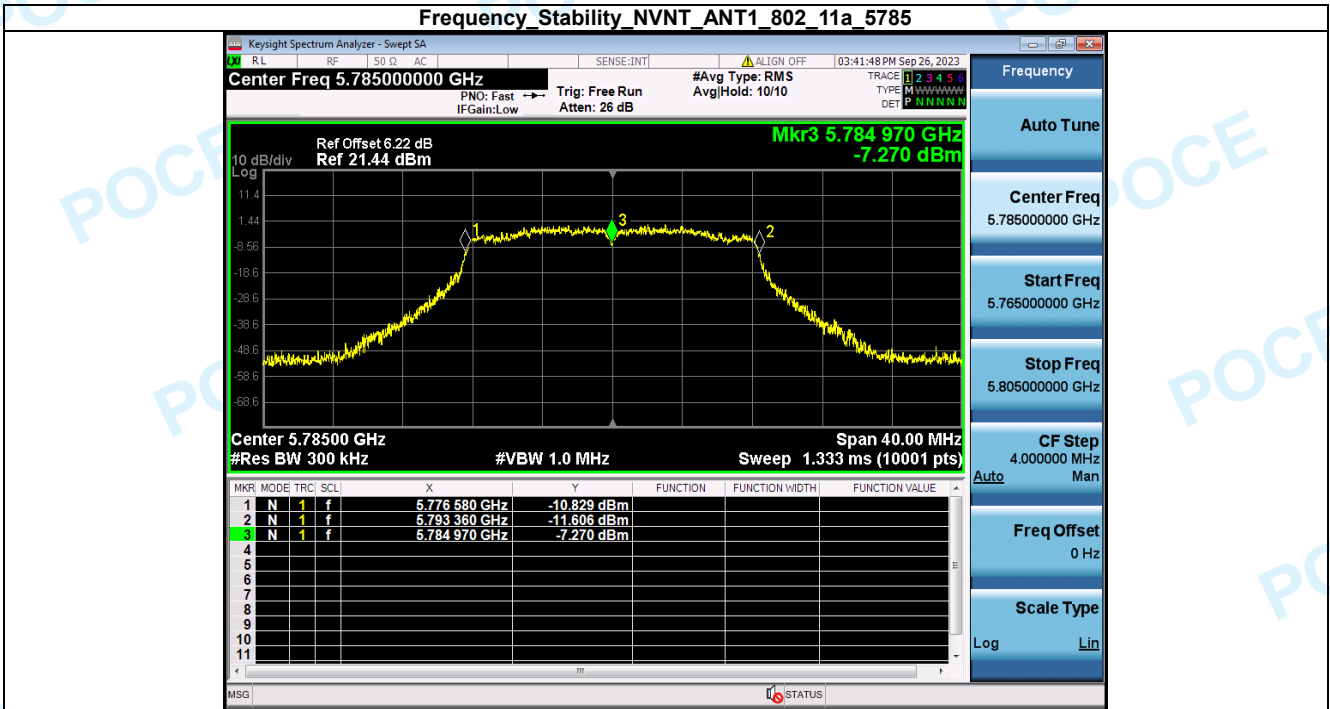 Frequency_Stability_NVNT_ANT1_802_11a_5785
Keysight Spectrum Analyzer - Swept SA
LXI RL RF 50 Ω AC SENSE:INT ALIGN OFF 03:41:48 PM Sep 26, 2023
Center Freq 5.785000000 GHz
PNO: Fast
IFGain:Low
Trig: Free Run
Atten: 26 dB
#Avg Type: RMS
Avg|Hold: 10/10
TRACE 1 2 3 4 5 6
TYPE M WWWWW
DET P N N N N N
Frequency
Mkr3 5.784 970 GHz
-7.270 dBm
Ref Offset 6.22 dB
10 dB/div Ref 21.44 dBm
Log
11.4
1.44
-8.56
-18.6
-28.6
-38.6
-48.6
-58.6
-68.6
1
3
2
Center 5.78500 GHz Span 40.00 MHz
#Res BW 300 kHz #VBW 1.0 MHz Sweep 1.333 ms (10001 pts)
MKR MODE TRC SCL X Y FUNCTION FUNCTION WIDTH FUNCTION VALUE
1 N 1 f 5.776 580 GHz -10.829 dBm
2 N 1 f 5.793 360 GHz -11.606 dBm
3 N 1 f 5.784 970 GHz -7.270 dBm
4
5
6
7
8
9
10
11
MSG STATUS
Auto Tune
Center Freq
5.785000000 GHz
Start Freq
5.765000000 GHz
Stop Freq
5.805000000 GHz
CF Step
4.000000 MHz
Auto Man
Freq Offset
0 Hz
Scale Type
Log Lin
POCE
POCE
POCE